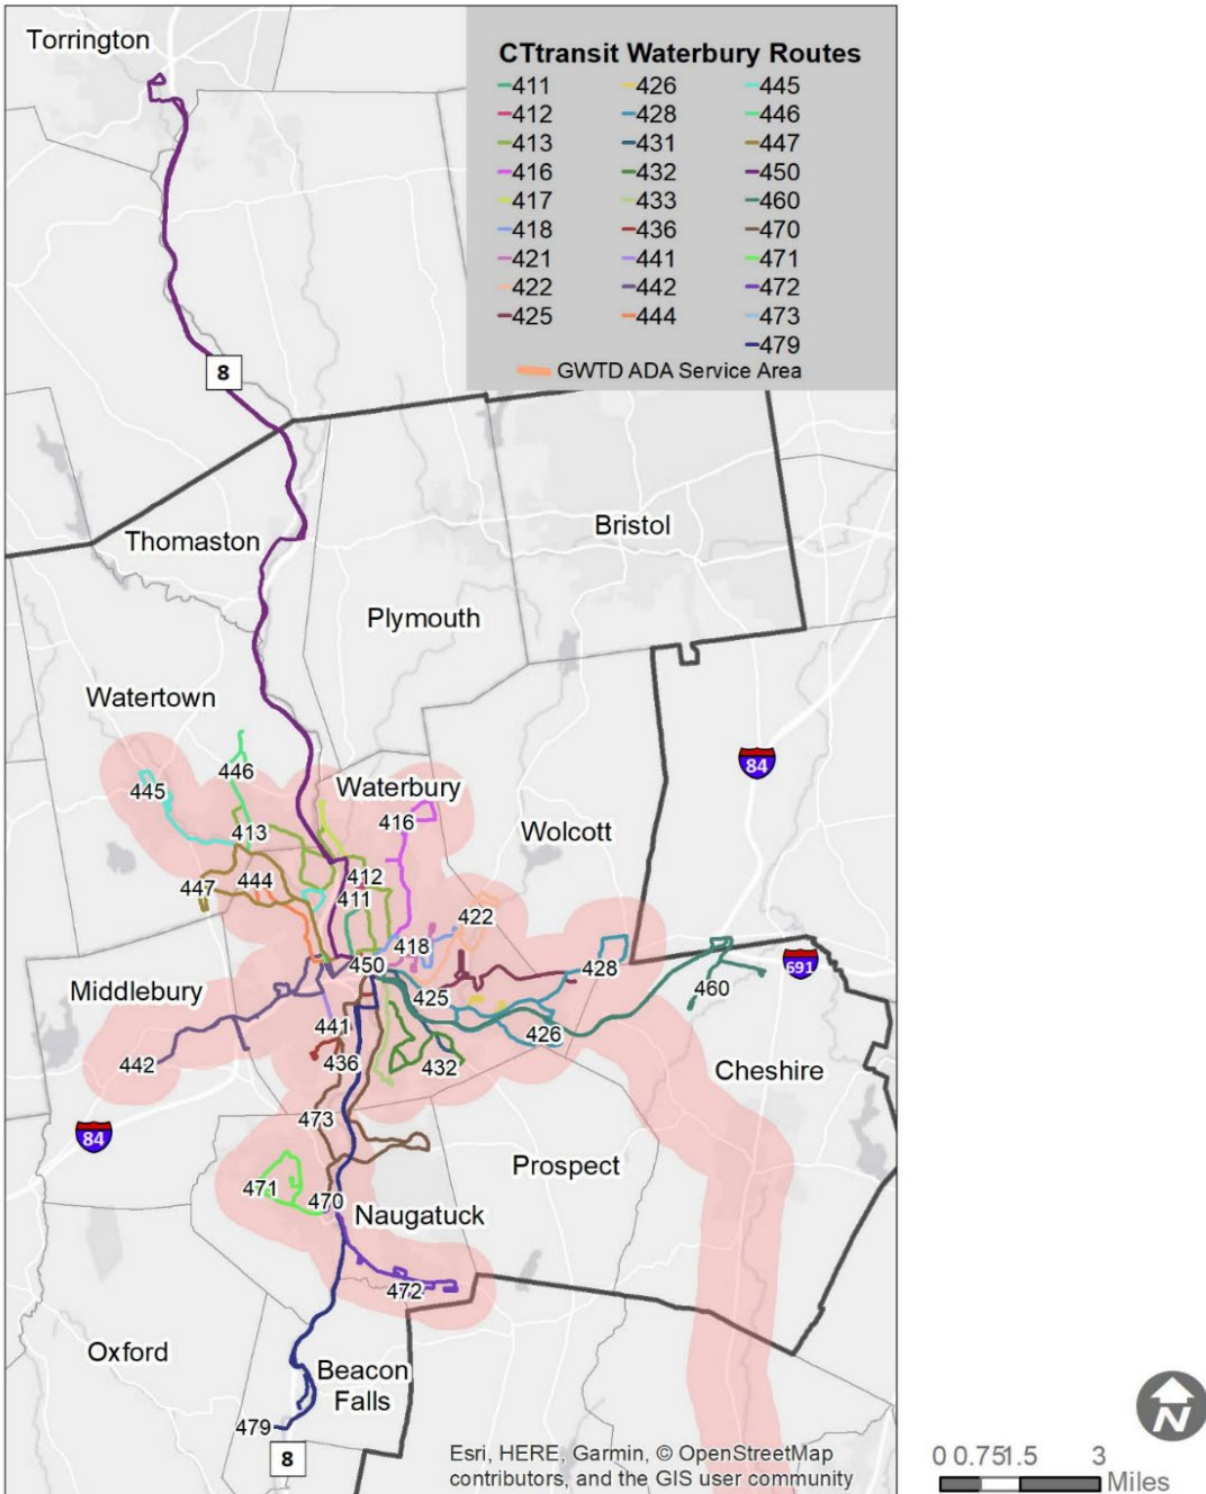 Torrington
CTtransit Waterbury Routes
411 426 445
412 428 446
413 431 447
416 432 450
417 433 460
418 436 470
421 441 471
422 442 472
425 444 473
479
GWTD ADA Service Area
8
Thomaston
Bristol
Plymouth
Watertown
84
446
445
Waterbury
416
413
Wolcott
412
444
447
411
422
418
450
428
691
Middlebury
425
460
441
426
436
442
432
Cheshire
473
84
Prospect
471
470
Naugatuck
472
Oxford
Beacon
Falls
479
8
Esri, HERE, Garmin, © OpenStreetMap
contributors, and the GIS user community
N
0 0.75 1.5 3
Miles